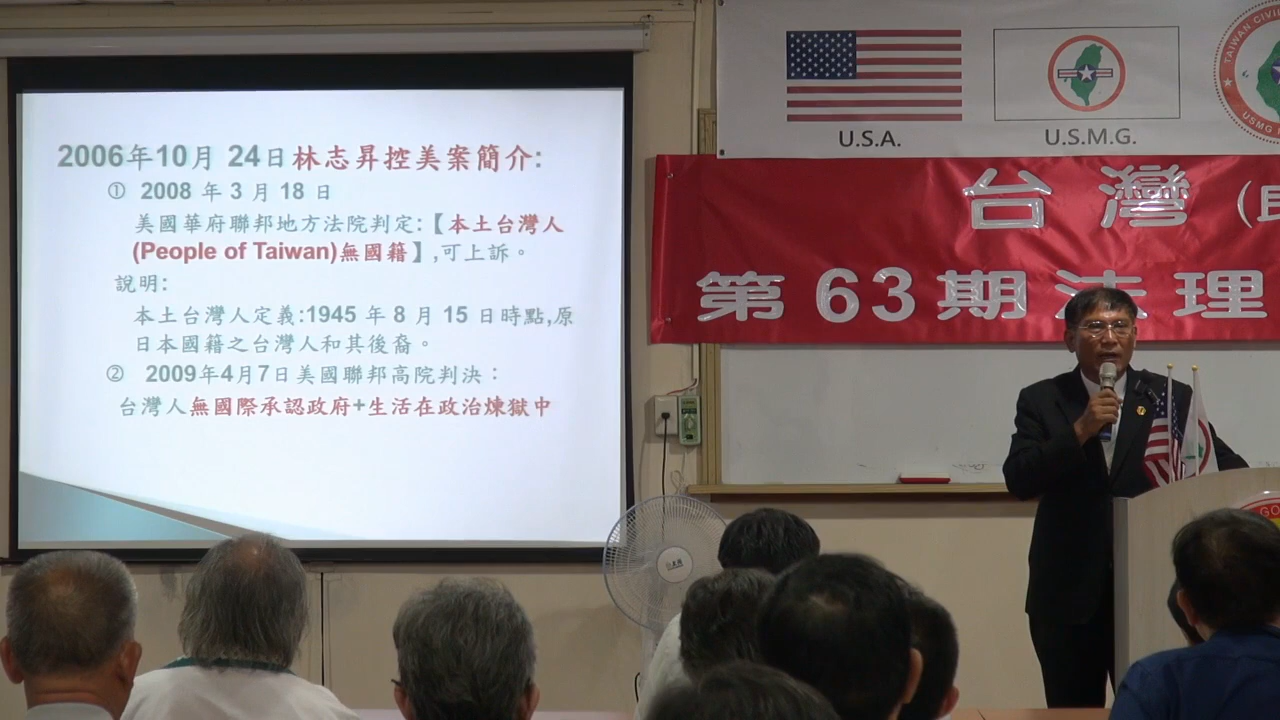 2006年10月 24日林志昇控美案簡介:
① 2008 年 3 月 18 日
美國華府聯邦地方法院判定:【本土台灣人
(People of Taiwan)無國籍】,可上訴。
說明:
本土台灣人定義:1945 年 8 月 15 日時點,原
日本國籍之台灣人和其後裔。
② 2009年4月7日美國聯邦高院判決：
台灣人無國際承認政府+生活在政治煉獄中
U.S.A.
U.S.M.G.
TAIWAN CIVIL
USMG
台灣(
第63期法理
GO